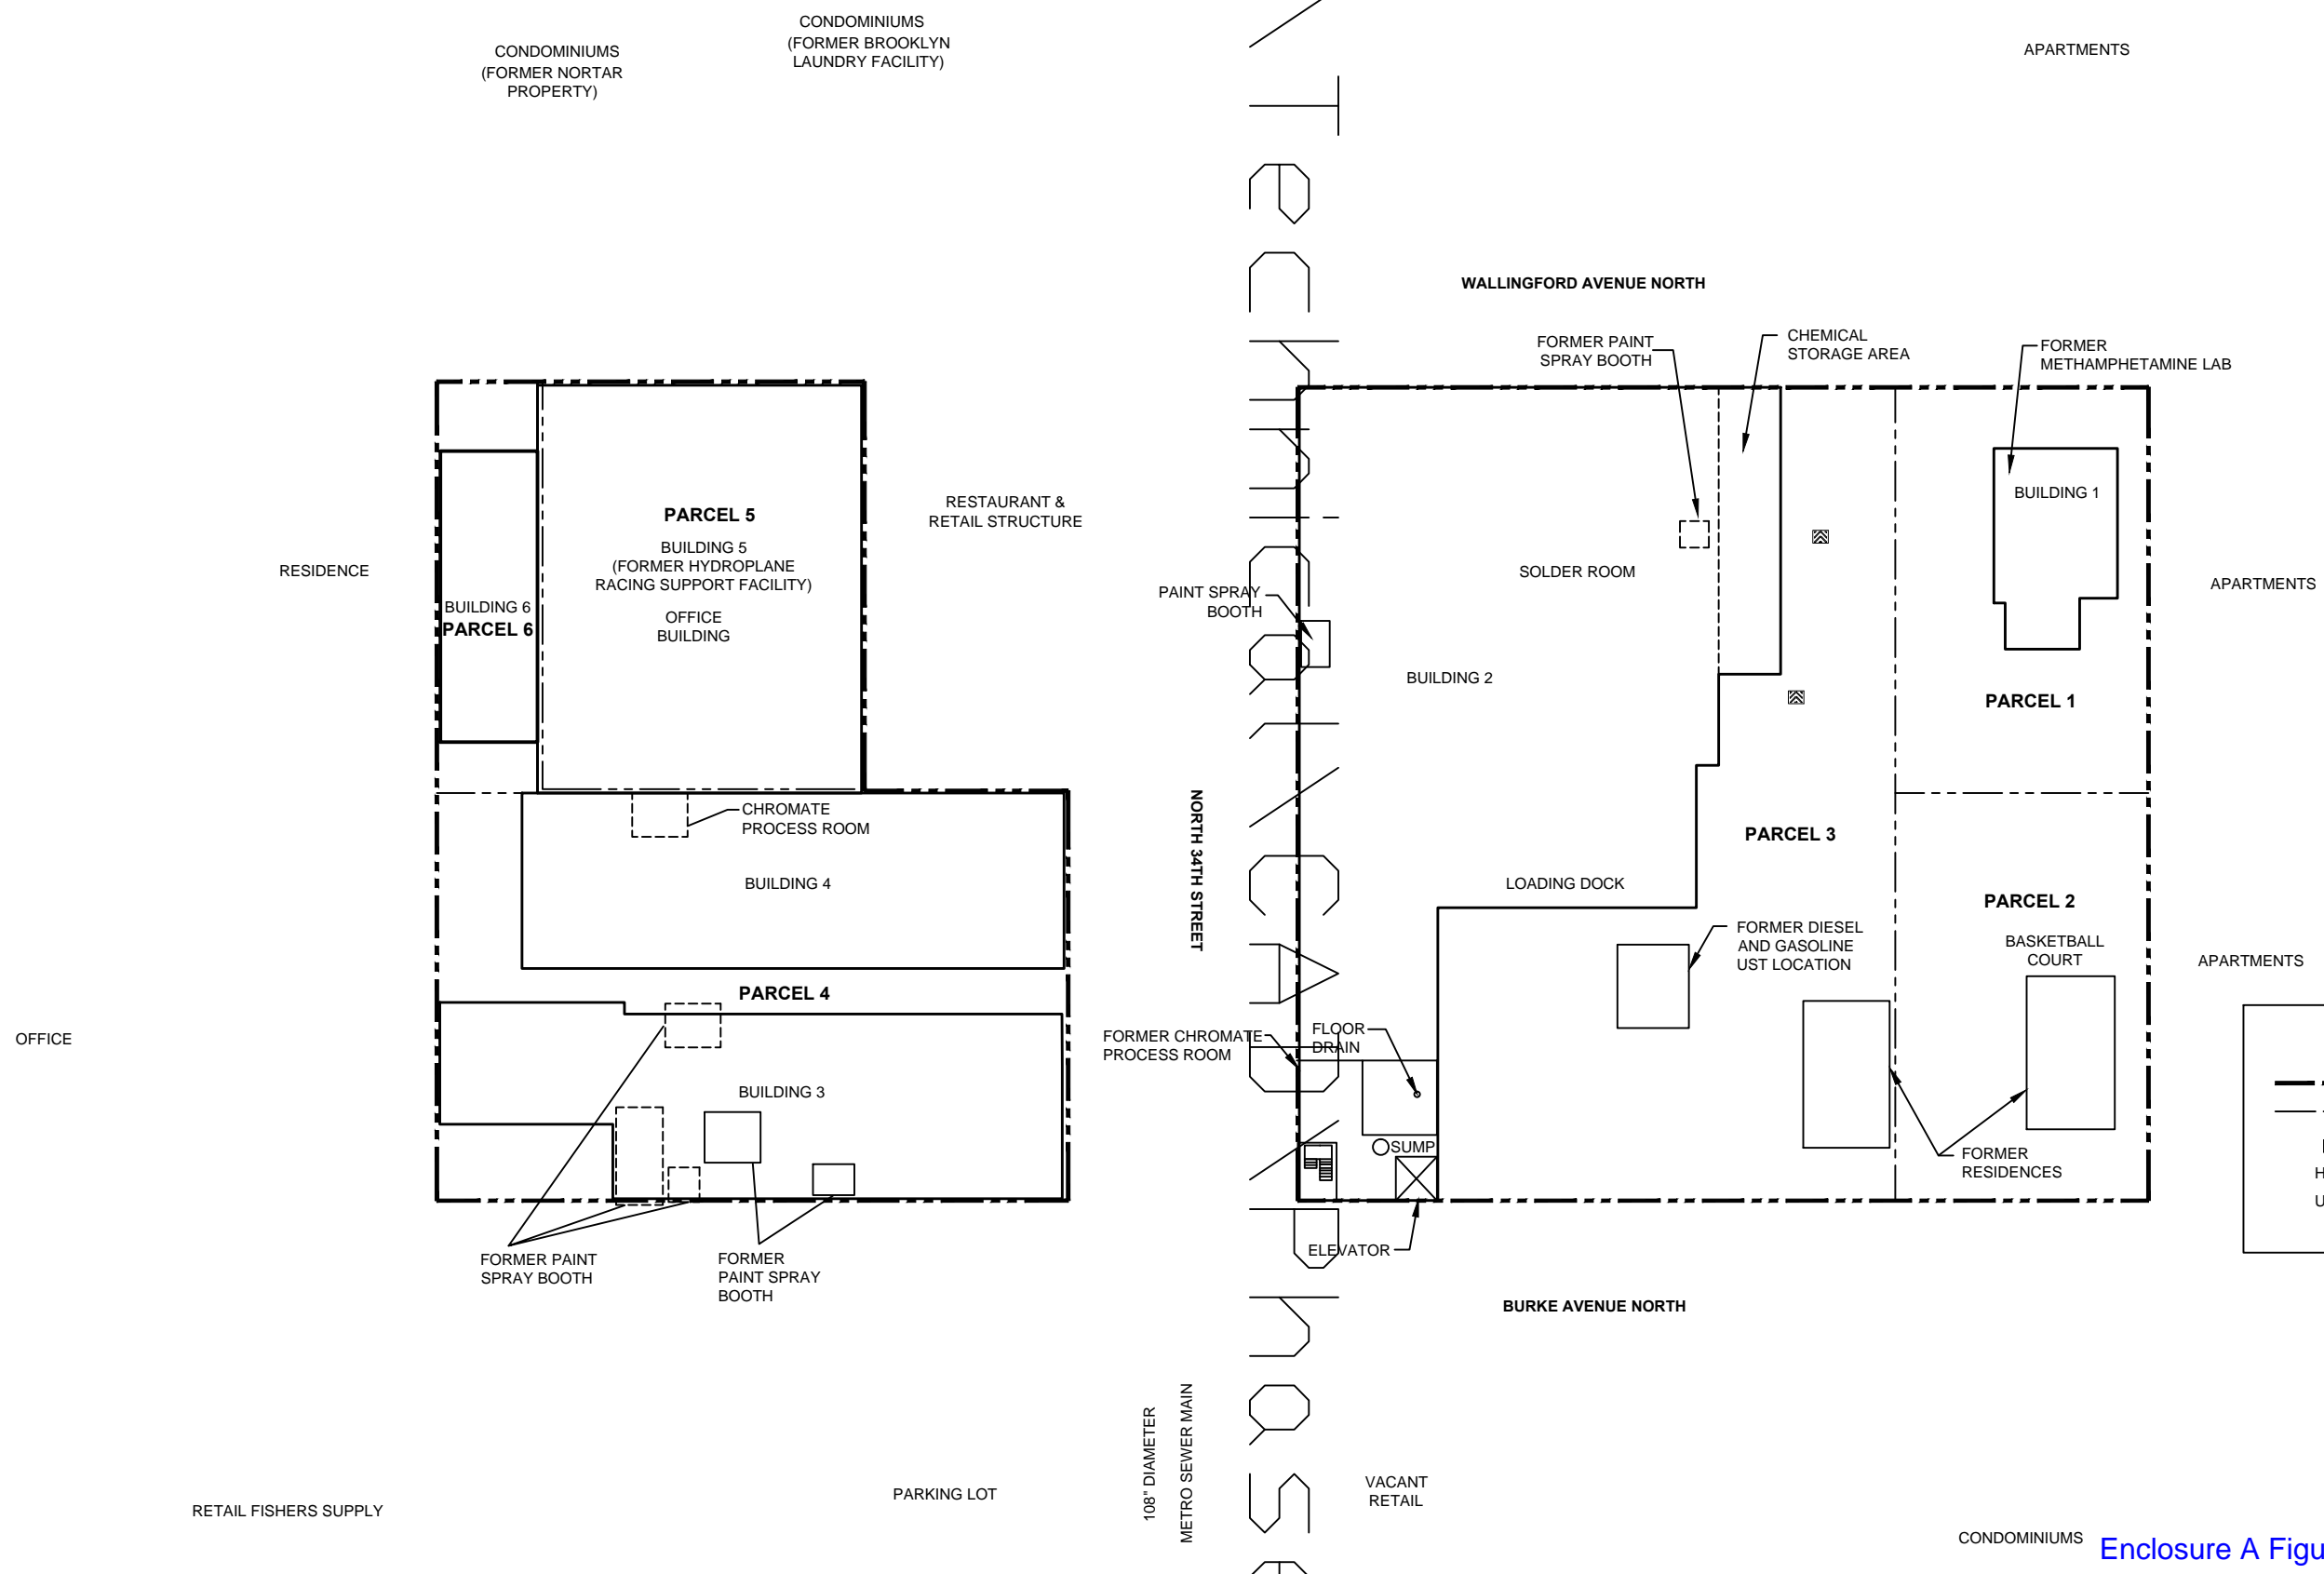 CONDOMINIUMS
(FORMER NORTAR
PROPERTY)
CONDOMINIUMS
(FORMER BROOKLYN
LAUNDRY FACILITY)
APARTMENTS
WALLINGFORD AVENUE NORTH
FORMER PAINT
SPRAY BOOTH
CHEMICAL
STORAGE AREA
FORMER
METHAMPHETAMINE LAB
BUILDING 1
RESTAURANT &
RETAIL STRUCTURE
PARCEL 5
BUILDING 5
(FORMER HYDROPLANE
RACING SUPPORT FACILITY)
OFFICE
BUILDING
RESIDENCE
BUILDING 6
PARCEL 6
PAINT SPRAY
BOOTH
SOLDER ROOM
APARTMENTS
BUILDING 2
PARCEL 1
CHROMATE
PROCESS ROOM
NORTH 34TH STREET
PARCEL 3
BUILDING 4
LOADING DOCK
PARCEL 2
FORMER DIESEL
AND GASOLINE
UST LOCATION
BASKETBALL
COURT
APARTMENTS
PARCEL 4
OFFICE
FORMER CHROMATE
PROCESS ROOM
FLOOR
DRAIN
BUILDING 3
SUMP
FORMER
RESIDENCES
H
U
FORMER PAINT
SPRAY BOOTH
FORMER
PAINT SPRAY
BOOTH
ELEVATOR
BURKE AVENUE NORTH
108" DIAMETER
METRO SEWER MAIN
VACANT
RETAIL
PARKING LOT
RETAIL FISHERS SUPPLY
CONDOMINIUMS
Enclosure A Figu